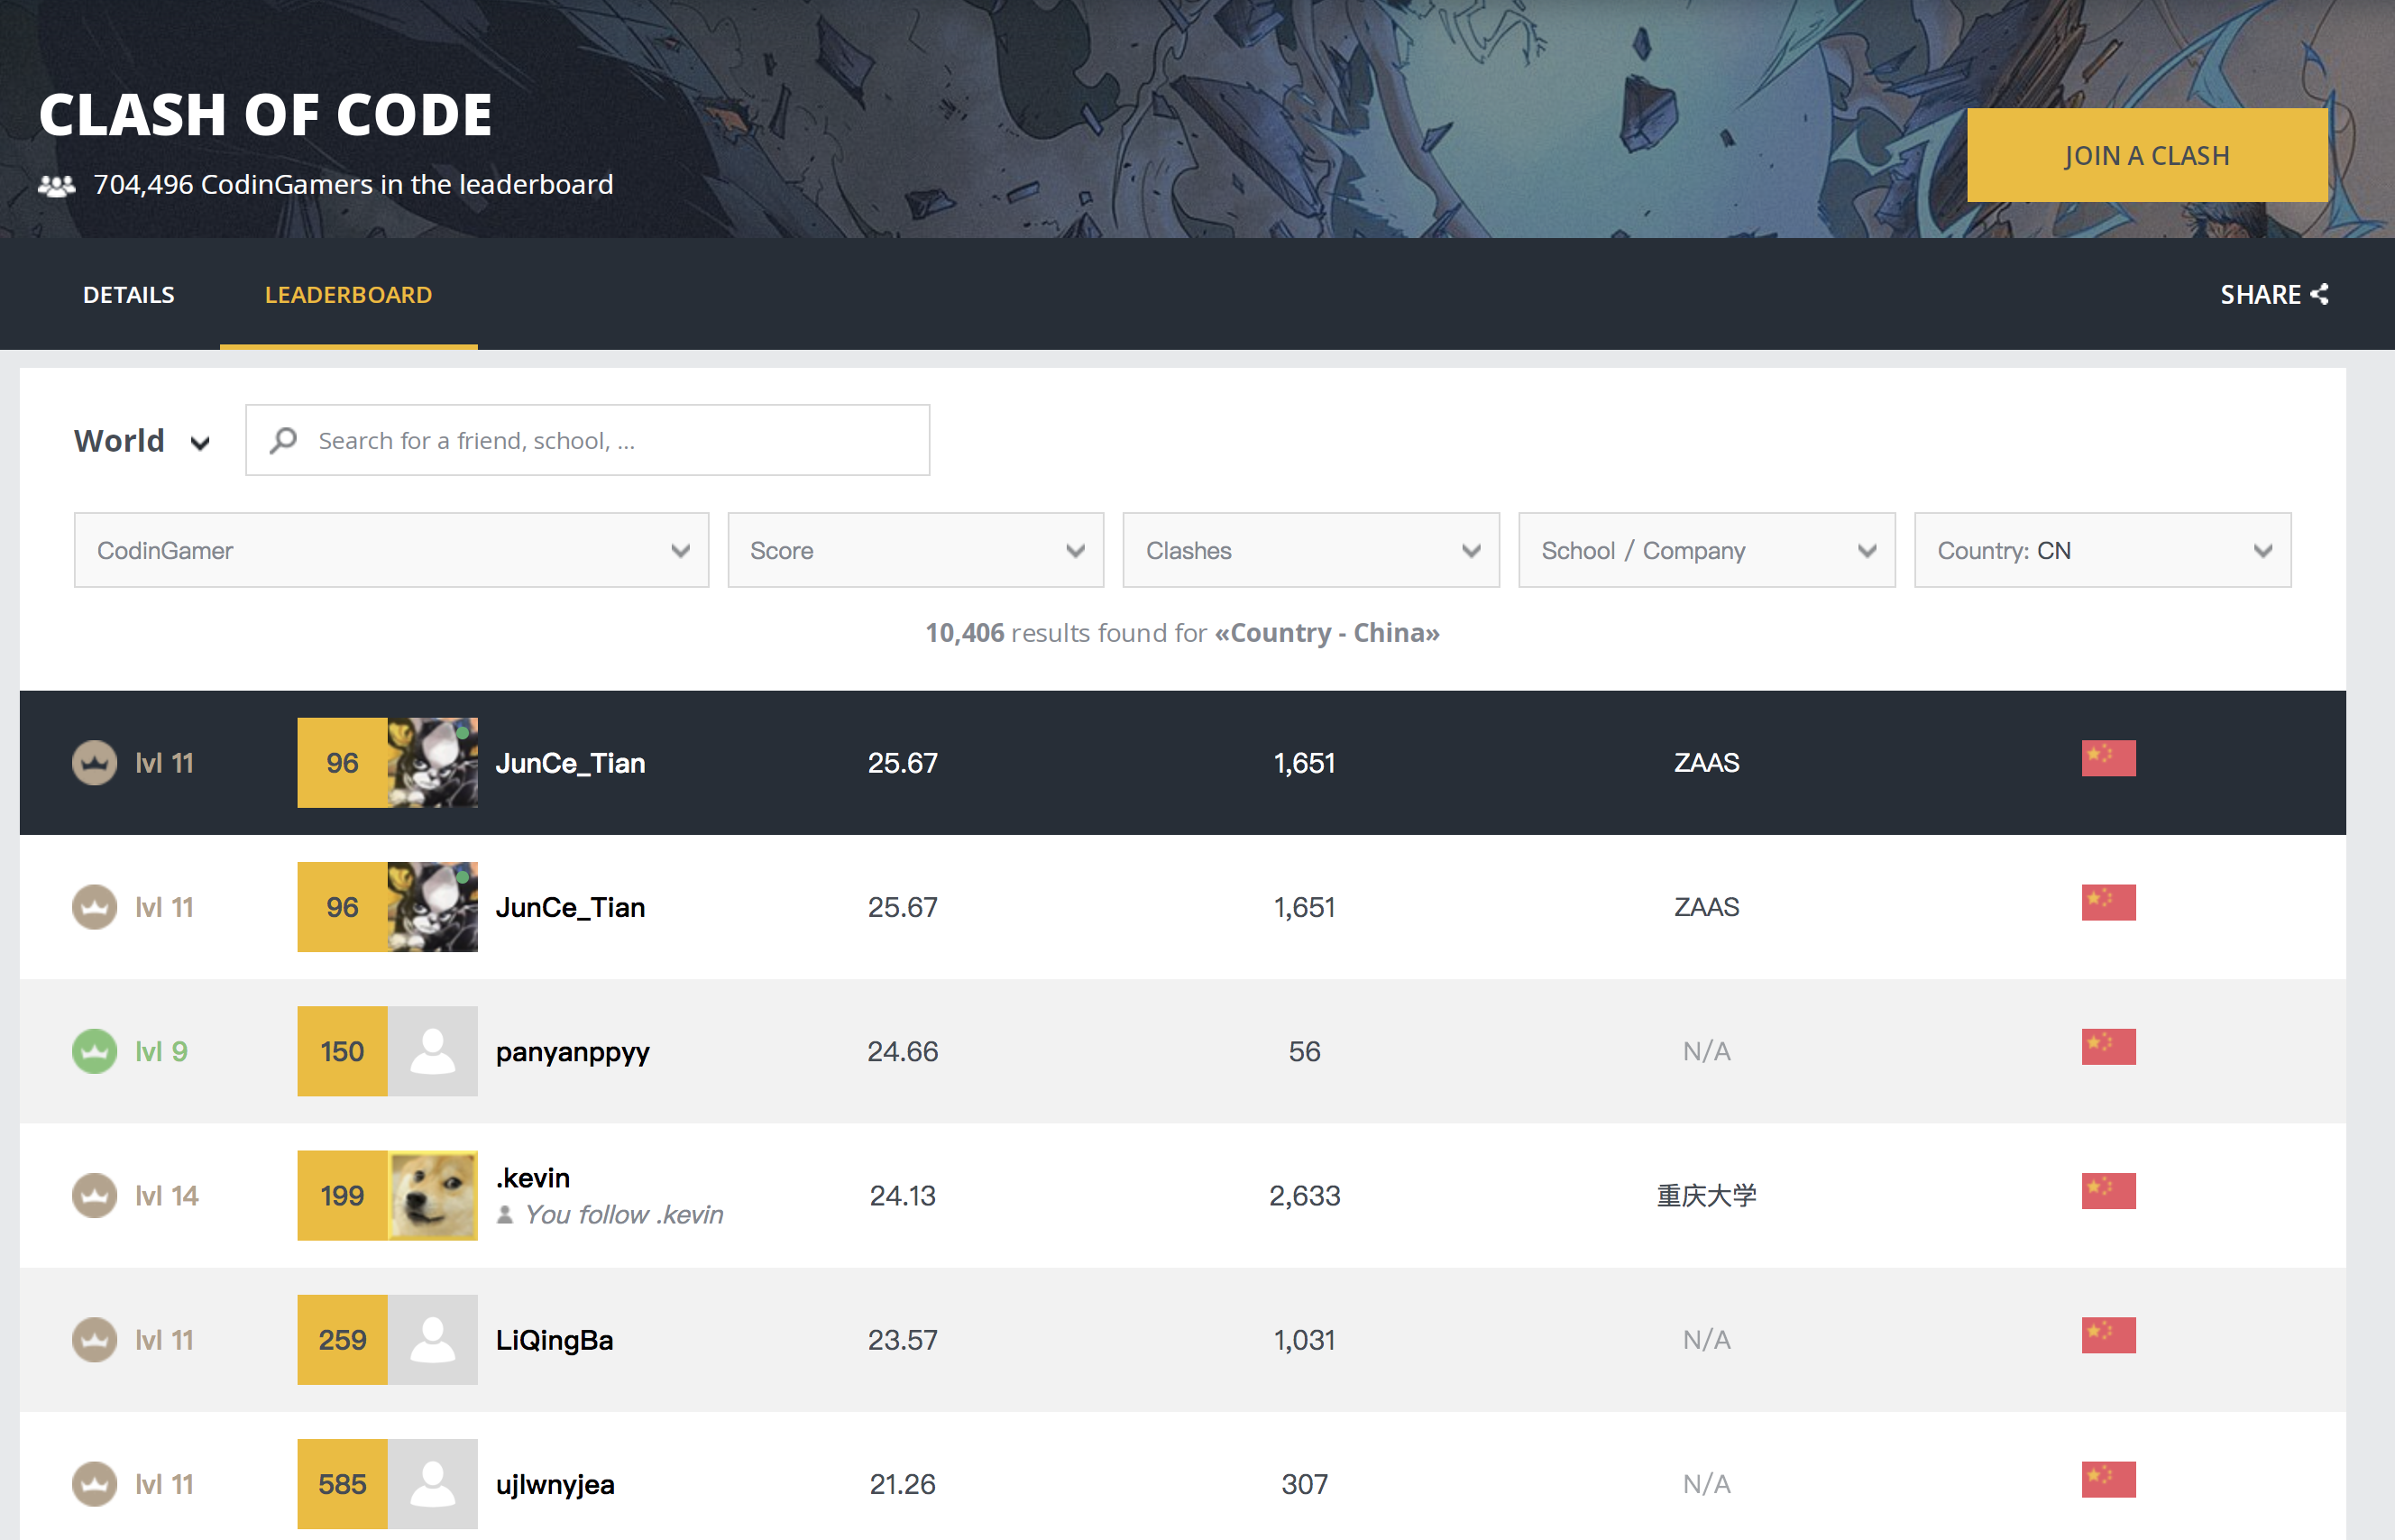 CLASH OF CODE
704,496 CodinGamers in the leaderboard
JOIN A CLASH
DETAILS LEADERBOARD SHARE
World Search for a friend, school, ...
CodinGamer Score Clashes School / Company Country: CN
10,406 results found for «Country - China»
lvl 11 96 JunCe_Tian 25.67 1,651 ZAAS
lvl 11 96 JunCe_Tian 25.67 1,651 ZAAS
lvl 9 150 panyanppyy 24.66 56 N/A
lvl 14 199 .kevin 24.13 2,633 重庆大学
You follow .kevin
lvl 11 259 LiQingBa 23.57 1,031 N/A
lvl 11 585 ujlwnyjea 21.26 307 N/A